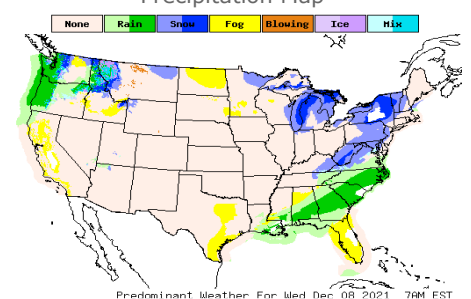 Precipitation Map
None Rain Snow Fog Blowing Ice Mix
Predominant Weather For Wed Dec 08 2021 7AM EST